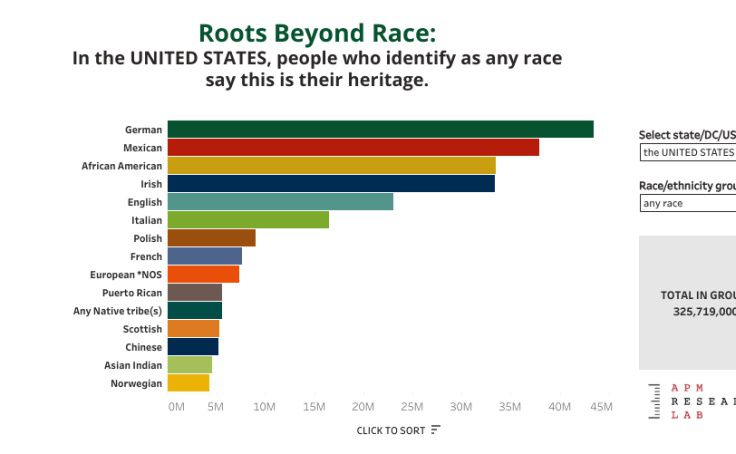 Roots Beyond Race:
In the UNITED STATES, people who identify as any race
say this is their heritage.
German
Mexican
African American
Irish
English
Italian
Polish
French
European *NOS
Puerto Rican
Any Native tribe(s)
Scottish
Chinese
Asian Indian
Norwegian
0M 5M 10M 15M 20M 25M 30M 35M 40M 45M
CLICK TO SORT
Select state/DC/US
the UNITED STATES
Race/ethnicity grou
any race
TOTAL IN GROU
325,719,000
APM
RESEAR
LAB